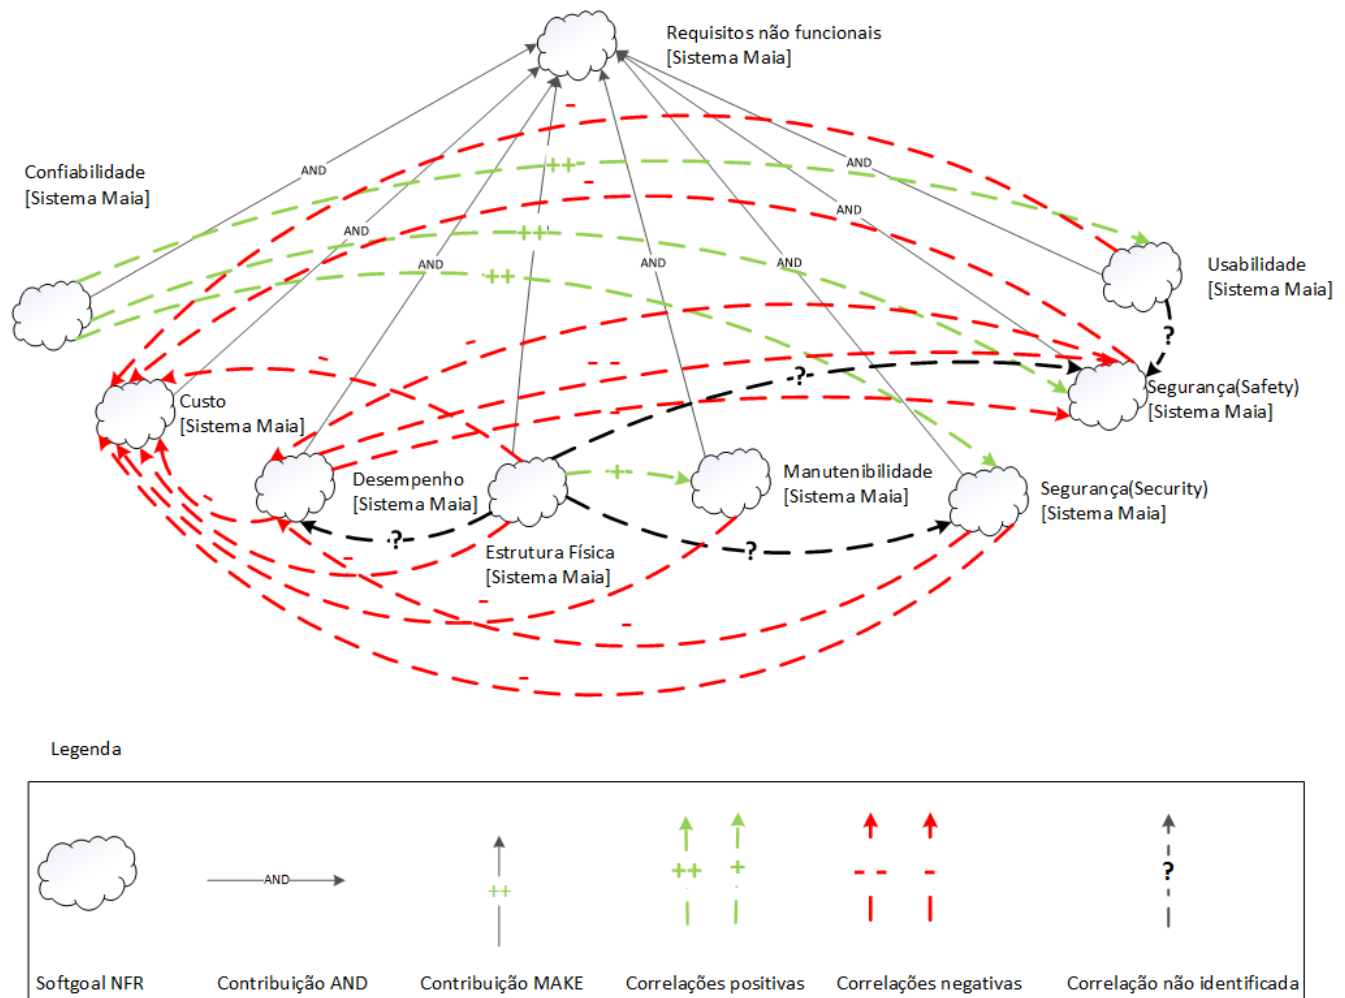 Requisitos não funcionais
[Sistema Maia]
-
Confiabilidade
[Sistema Maia]
AND
++
AND
-
AND
AND
++
AND
AND
AND
++
Usabilidade
[Sistema Maia]
?
-
-
- -
-?-
Segurança(Safety)
[Sistema Maia]
Custo
[Sistema Maia]
-
Desempenho
[Sistema Maia]
+
Manutenibilidade
[Sistema Maia]
Segurança(Security)
[Sistema Maia]
-
?
?
Estrutura Física
[Sistema Maia]
-
-
-
-
Legenda
AND
++
++
+
- -
-
?
Softgoal NFR
Contribuição AND
Contribuição MAKE
Correlações positivas
Correlações negativas
Correlação não identificada